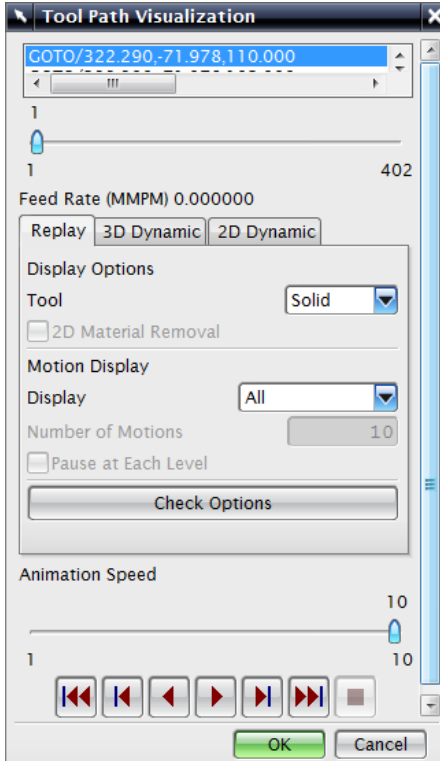 Tool Path Visualization
GOTO/322.290,-71.978,110.000
1
1 402
Feed Rate (MMPM) 0.000000
Replay 3D Dynamic 2D Dynamic
Display Options
Tool Solid
2D Material Removal
Motion Display
Display All
Number of Motions 10
Pause at Each Level
Check Options
Animation Speed
10
1 10
OK Cancel